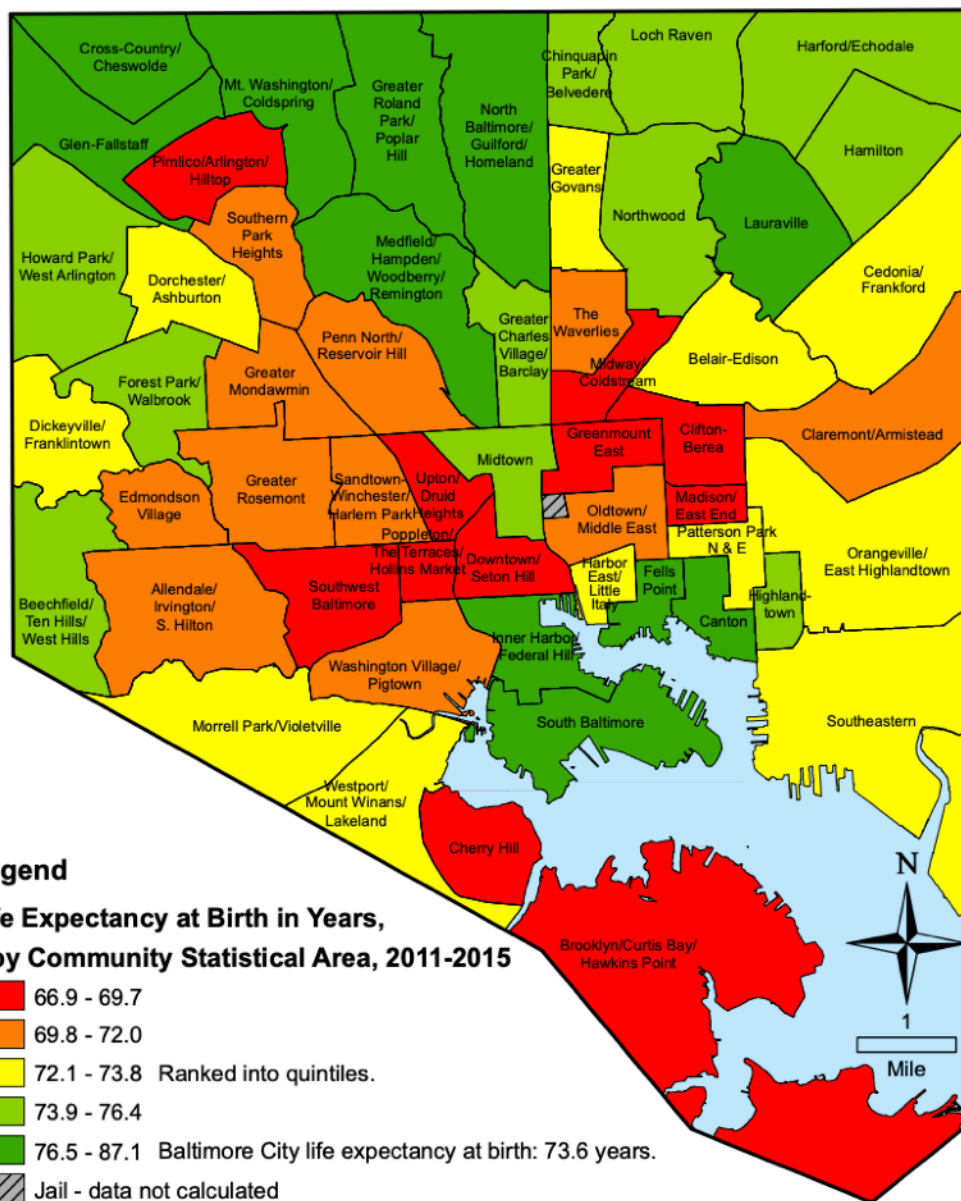 Cross-Country/
Cheswolde
Mt. Washington/
Coldspring
Greater
Roland
Park/
Poplar
Hill
North
Baltimore/
Guilford/
Homeland
Chinquapin
Park/
Belvedere
Loch Raven
Harford/Echodale
Glen-Fallstaff
Pimlico/Arlington/
Hilltop
Greater
Govans
Hamilton
Northwood
Lauraville
Southern
Park
Heights
Howard Park/
West Arlington
Dorchester/
Ashburton
Medfield/
Hampden/
Woodberry/
Remington
Cedonia/
Frankford
Greater
Charles
Village/
Barclay
The
Waverlies
Penn North/
Reservoir Hill
Midway/
Coldstream
Belair-Edison
Forest Park/
Walbrook
Greater
Mondawmin
Dickeyville/
Franklintown
Claremont/Armistead
Greenmount
East
Clifton-
Berea
Midtown
Edmondson
Village
Greater
Rosemont
Sandtown-
Winchester/
Harlem Park
Upton/
Druid
Heights
Madison/
East End
Oldtown/
Middle East
Patterson Park
N & E
Poppleton/
The Terraces/
Hollins Market
Downtown/
Seton Hill
Harbor
East/
Little
Italy
Fells
Point
Orangeville/
East Highlandtown
Beechfield/
Ten Hills/
West Hills
Allendale/
Irvington/
S. Hilton
Southwest
Baltimore
Highland-
town
Canton
Inner Harbor/
Federal Hill
Washington Village/
Pigtown
Morrell Park/Violetville
South Baltimore
Southeastern
Westport/
Mount Winans/
Lakeland
Cherry Hill
Brooklyn/Curtis Bay/
Hawkins Point
N
1
Mile
gend
e Expectancy at Birth in Years,
by Community Statistical Area, 2011-2015
66.9 - 69.7
69.8 - 72.0
72.1 - 73.8 Ranked into quintiles.
73.9 - 76.4
76.5 - 87.1 Baltimore City life expectancy at birth: 73.6 years.
Jail - data not calculated